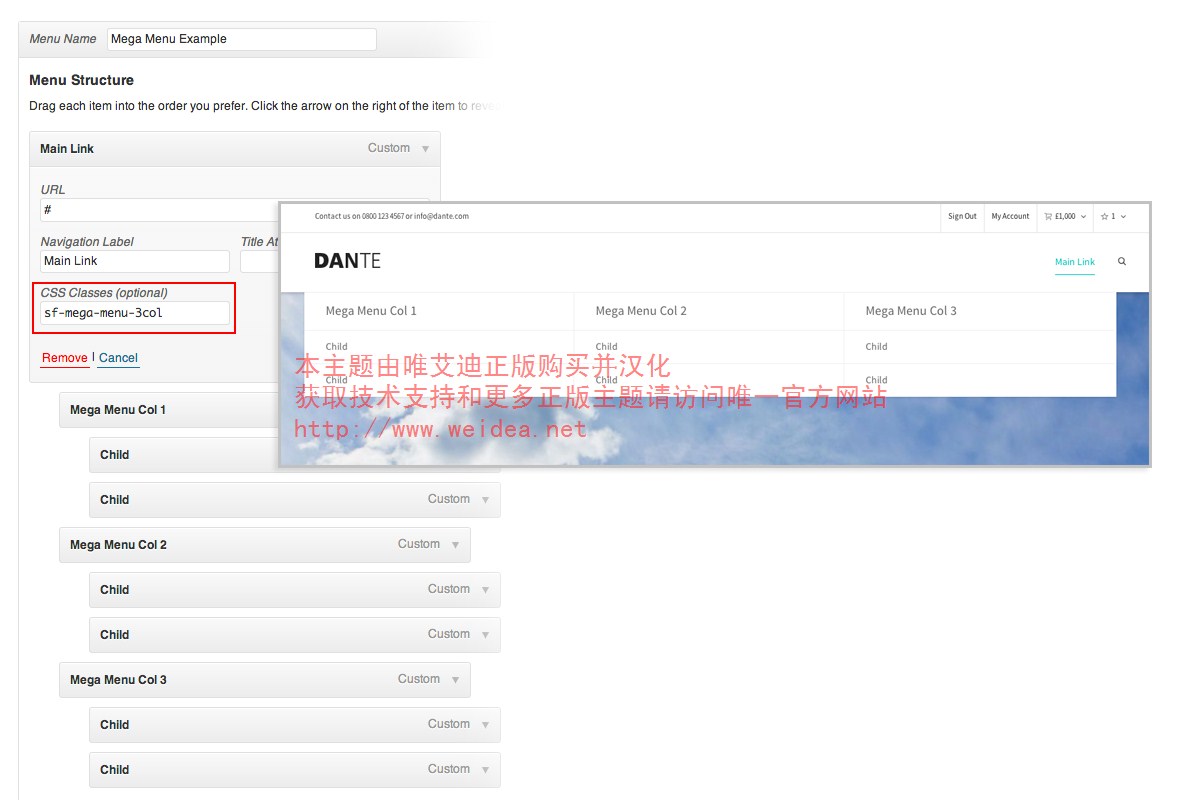 Menu Name Mega Menu Example
Menu Structure
Drag each item into the order you prefer. Click the arrow on the right of the item to
Main Link Custom
URL
#
Navigation Label Title
Main Link
CSS Classes (optional)
sf-mega-menu-3col
Remove | Cancel
Mega Menu Col 1
Child
Child Custom
Mega Menu Col 2 Custom
Child Custom
Child Custom
Mega Menu Col 3 Custom
Child Custom
Child Custom
Contact us on 0800 123 4567 or info@dante.com Sign Out My Account £1,000 1
DANTE Main Link
Mega Menu Col 1 Mega Menu Col 2 Mega Menu Col 3
Child Child Child
Child Child Child
本主题由唯艾迪正版购买并汉化
获取技术支持和更多正版主题请访问唯一官方网站
http://www.weidea.net